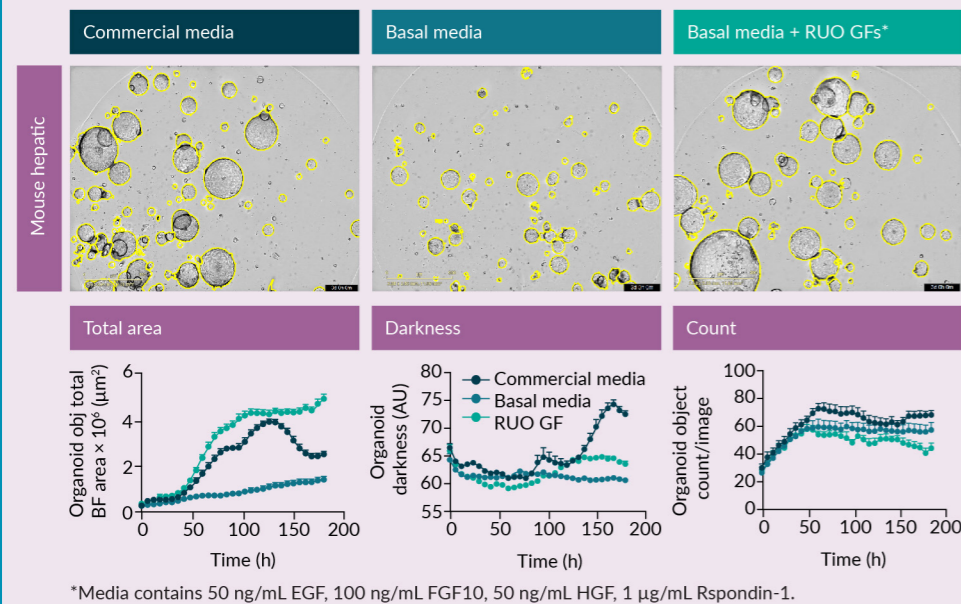 Commercial media
Basal media
Basal media + RUO GFs*
Mouse hepatic
3d 0h 0m
Total area
Darkness
Count
Organoid obj total
BF area × 10⁶ (μm²)
6
4
2
0
0 50 100 150 200
Time (h)
Organoid
darkness (AU)
80
75
70
65
60
55
Commercial media
Basal media
RUO GF
0 50 100 150 200
Time (h)
Organoid object
count/image
100
80
60
40
20
0
0 50 100 150 200
Time (h)
*Media contains 50 ng/mL EGF, 100 ng/mL FGF10, 50 ng/mL HGF, 1 μg/mL Rspondin-1.